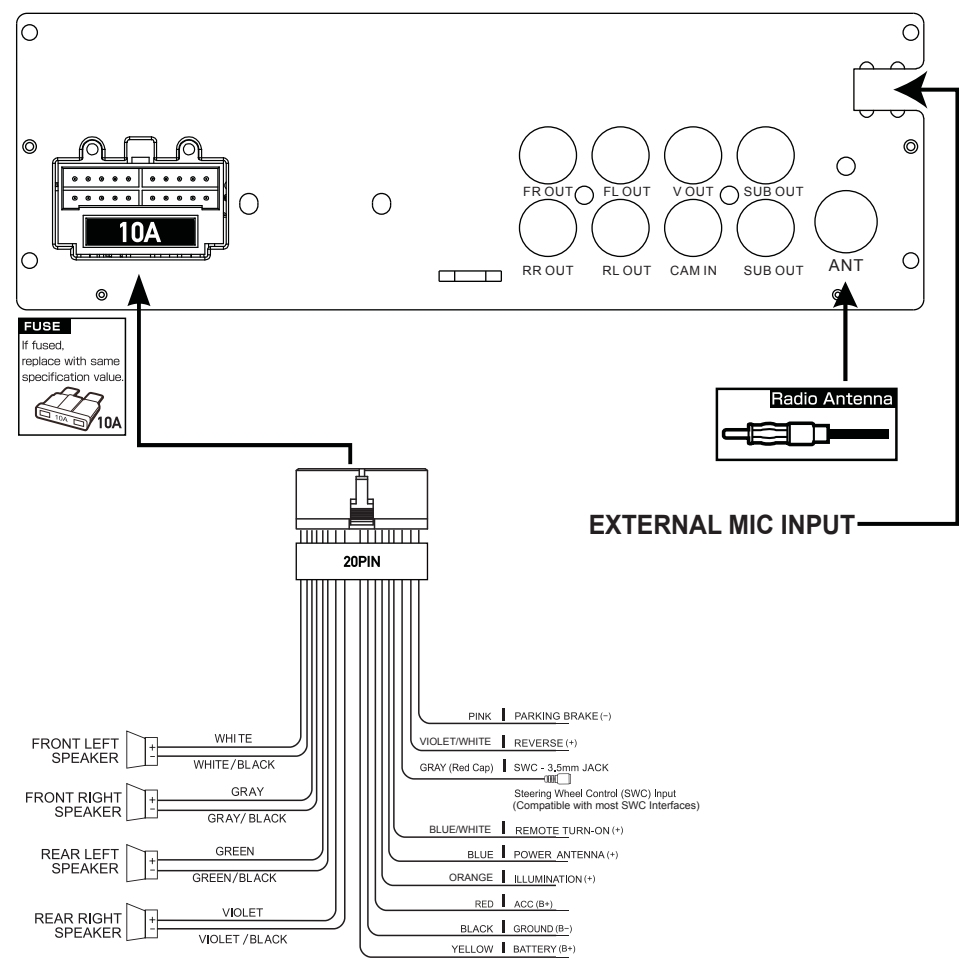 FR OUT FL OUT V OUT SUB OUT
10A
RR OUT RL OUT CAM IN SUB OUT ANT
FUSE
If fused,
replace with same
specification value.
10A
10A
Radio Antenna
EXTERNAL MIC INPUT
20PIN
FRONT LEFT
SPEAKER
+
−
WHITE
WHITE/BLACK
FRONT RIGHT
SPEAKER
+
−
GRAY
GRAY/ BLACK
REAR LEFT
SPEAKER
+
−
GREEN
GREEN/BLACK
REAR RIGHT
SPEAKER
+
−
VIOLET
VIOLET /BLACK
PINK PARKING BRAKE (−)
VIOLET/WHITE REVERSE (+)
GRAY (Red Cap) SWC - 3.5mm JACK
Steering Wheel Control (SWC) Input
(Compatible with most SWC Interfaces)
BLUE/WHITE REMOTE TURN-ON (+)
BLUE POWER ANTENNA (+)
ORANGE ILLUMINATION (+)
RED ACC (B+)
BLACK GROUND (B−)
YELLOW BATTERY (B+)